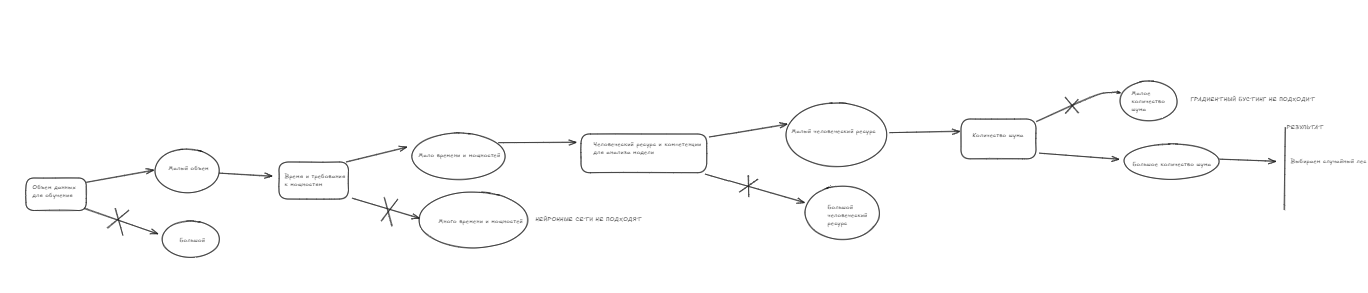 Объем данных
для обучения
Малый объем
Большой
Время и требования
к мощностям
Мало времени и мощностей
Много времени и мощностей
НЕЙРОННЫЕ СЕТИ НЕ ПОДХОДЯТ
Человеческий ресурс и компетенции
для анализа модели
Малый человеческий ресурс
Большой
человеческий
ресурс
Количество шума
Малое
количество
шума
ГРАДИЕНТНЫЙ БУСТИНГ НЕ ПОДХОДИТ
Большое количество шума
РЕЗУЛЬТАТ
Выбираем случайный лес